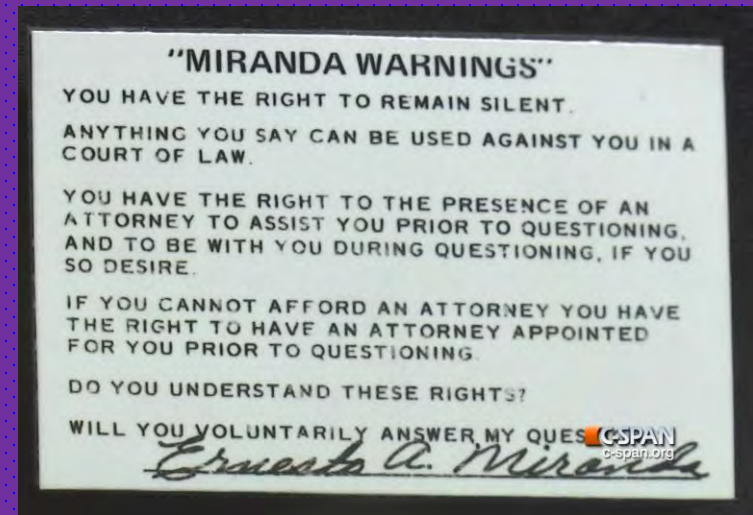 "MIRANDA WARNINGS"
YOU HAVE THE RIGHT TO REMAIN SILENT.
ANYTHING YOU SAY CAN BE USED AGAINST YOU IN A
COURT OF LAW.
YOU HAVE THE RIGHT TO THE PRESENCE OF AN
ATTORNEY TO ASSIST YOU PRIOR TO QUESTIONING,
AND TO BE WITH YOU DURING QUESTIONING, IF YOU
SO DESIRE.
IF YOU CANNOT AFFORD AN ATTORNEY YOU HAVE
THE RIGHT TO HAVE AN ATTORNEY APPOINTED
FOR YOU PRIOR TO QUESTIONING.
DO YOU UNDERSTAND THESE RIGHTS?
WILL YOU VOLUNTARILY ANSWER MY
C-SPAN
c-span.org
Ernesto A. Miranda